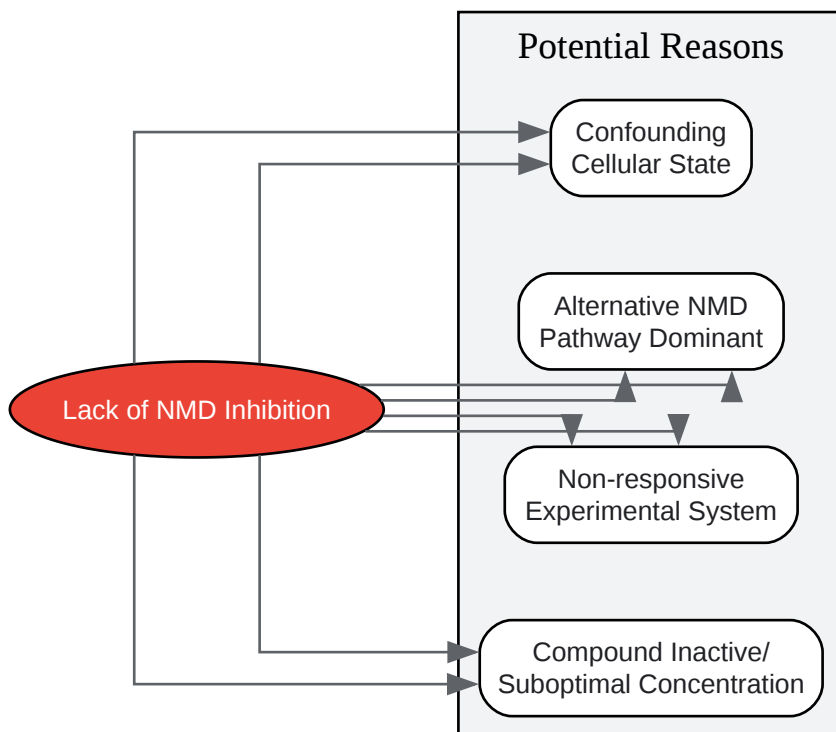 Potential Reasons
Confounding
Cellular State
Alternative NMD
Pathway Dominant
Lack of NMD Inhibition
Non-responsive
Experimental System
Compound Inactive/
Suboptimal Concentration